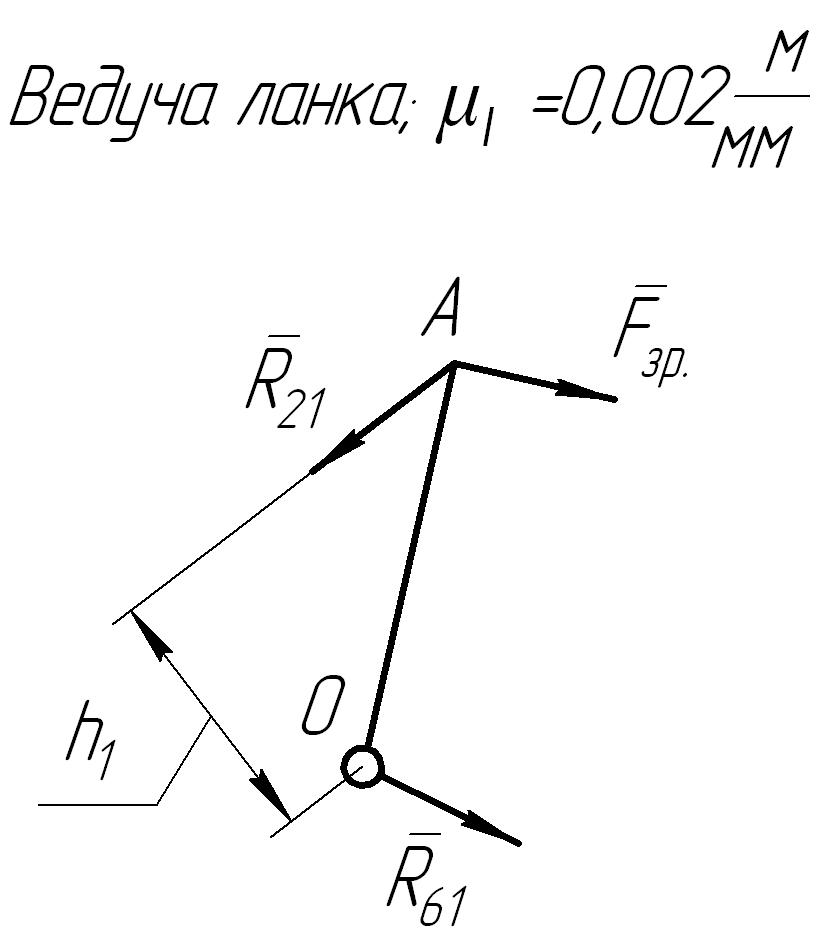 Ведуча ланка; μl =0,002 м/мм
A
F̅зр.
R̅21
O
h1
R̅61